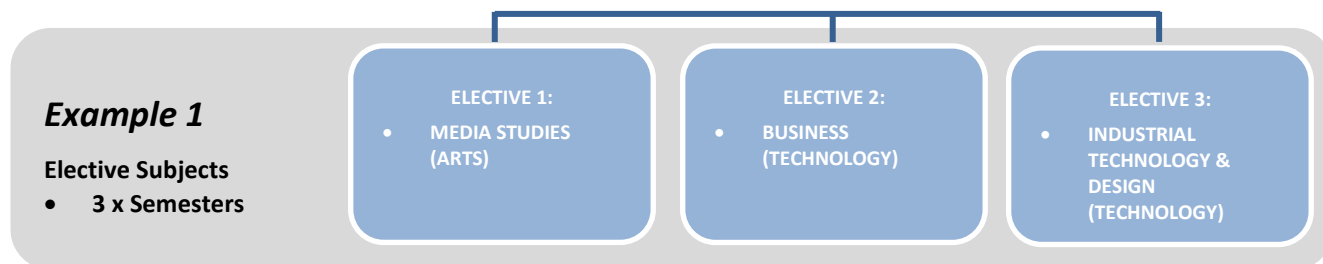 Example 1
Elective Subjects
• 3 x Semesters
ELECTIVE 1:
• MEDIA STUDIES
(ARTS)
ELECTIVE 2:
• BUSINESS
(TECHNOLOGY)
ELECTIVE 3:
• INDUSTRIAL
TECHNOLOGY &
DESIGN
(TECHNOLOGY)